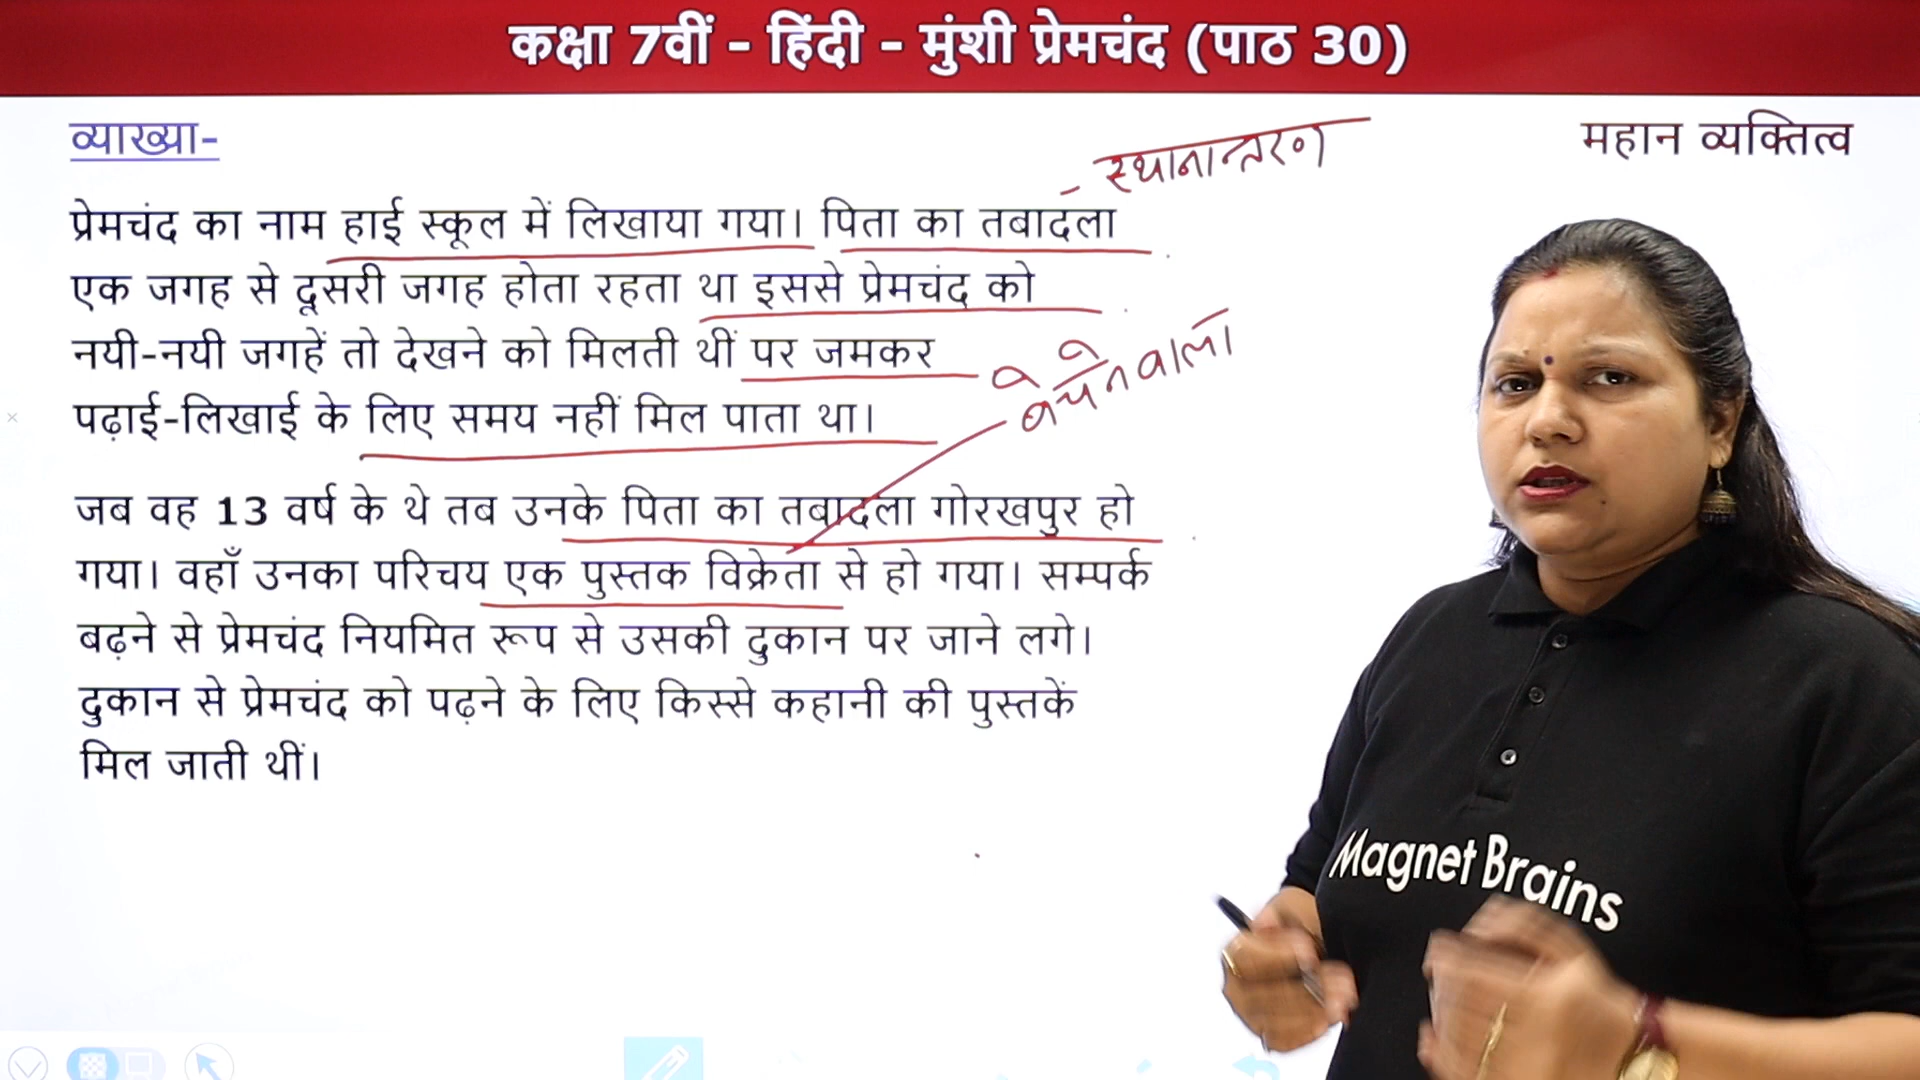 कक्षा 7वीं - हिंदी - मुंशी प्रेमचंद (पाठ 30)
व्याख्या-
महान व्यक्तित्व
- स्थानान्तरण
प्रेमचंद का नाम हाई स्कूल में लिखाया गया। पिता का तबादला
एक जगह से दूसरी जगह होता रहता था इससे प्रेमचंद को
नयी-नयी जगहें तो देखने को मिलती थीं पर जमकर
बेचने वाला
पढ़ाई-लिखाई के लिए समय नहीं मिल पाता था।
जब वह 13 वर्ष के थे तब उनके पिता का तबादला गोरखपुर हो
गया। वहाँ उनका परिचय एक पुस्तक विक्रेता से हो गया। सम्पर्क
बढ़ने से प्रेमचंद नियमित रूप से उसकी दुकान पर जाने लगे।
दुकान से प्रेमचंद को पढ़ने के लिए किस्से कहानी की पुस्तकें
मिल जाती थीं।
Magnet Brains